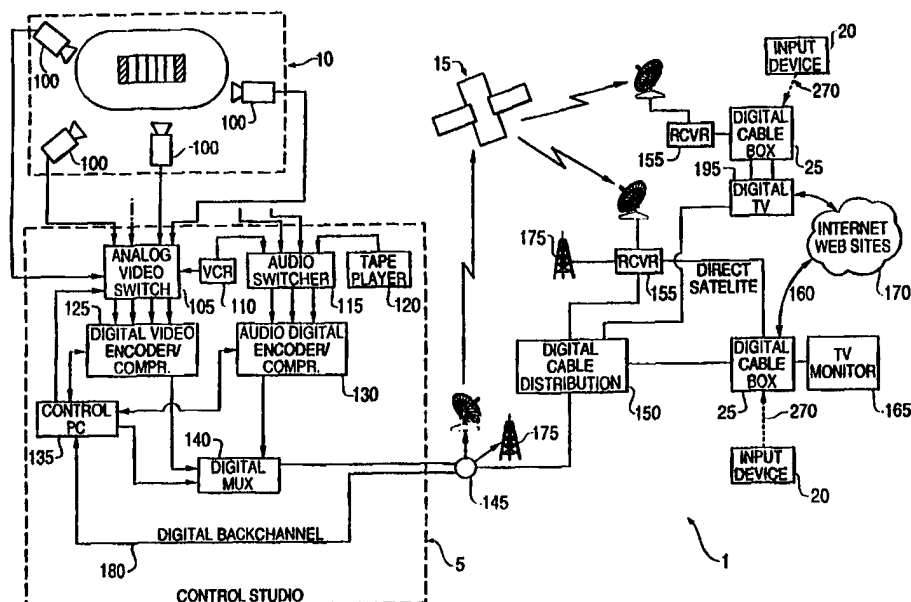 100
100
100
100
10
15
20
INPUT
DEVICE
270
RCVR
155
DIGITAL
CABLE
BOX
25
195
DIGITAL
TV
INTERNET
WEB SITES
170
175
RCVR
155
DIRECT
SATELITE
160
ANALOG
VIDEO
SWITCH
105
VCR
110
AUDIO
SWITCHER
115
TAPE
PLAYER
120
125
DIGITAL VIDEO
ENCODER/
COMPR.
AUDIO DIGITAL
ENCODER/
COMPR.
130
DIGITAL
CABLE
DISTRIBUTION
150
DIGITAL
CABLE
BOX
25
TV
MONITOR
165
270
INPUT
DEVICE
20
CONTROL
PC
135
140
DIGITAL
MUX
175
145
DIGITAL BACKCHANNEL
180
5
1
CONTROL STUDIO